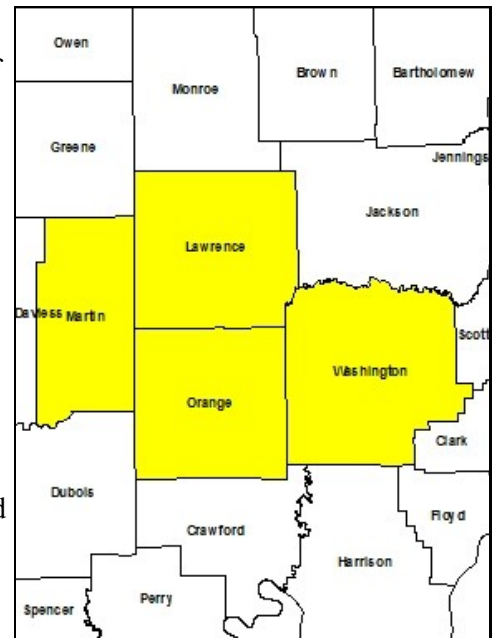 Owen
Brown
Bartholomew
Monroe
Greene
Jennings
Jackson
Lawrence
Daviess
Martin
Scott
Washington
Orange
Clark
Dubois
Floyd
Crawford
Harrison
Perry
Spencer